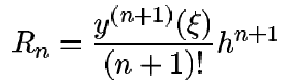 $R_n = \frac{y^{(n+1)}(\xi)}{(n+1)!} h^{n+1}$